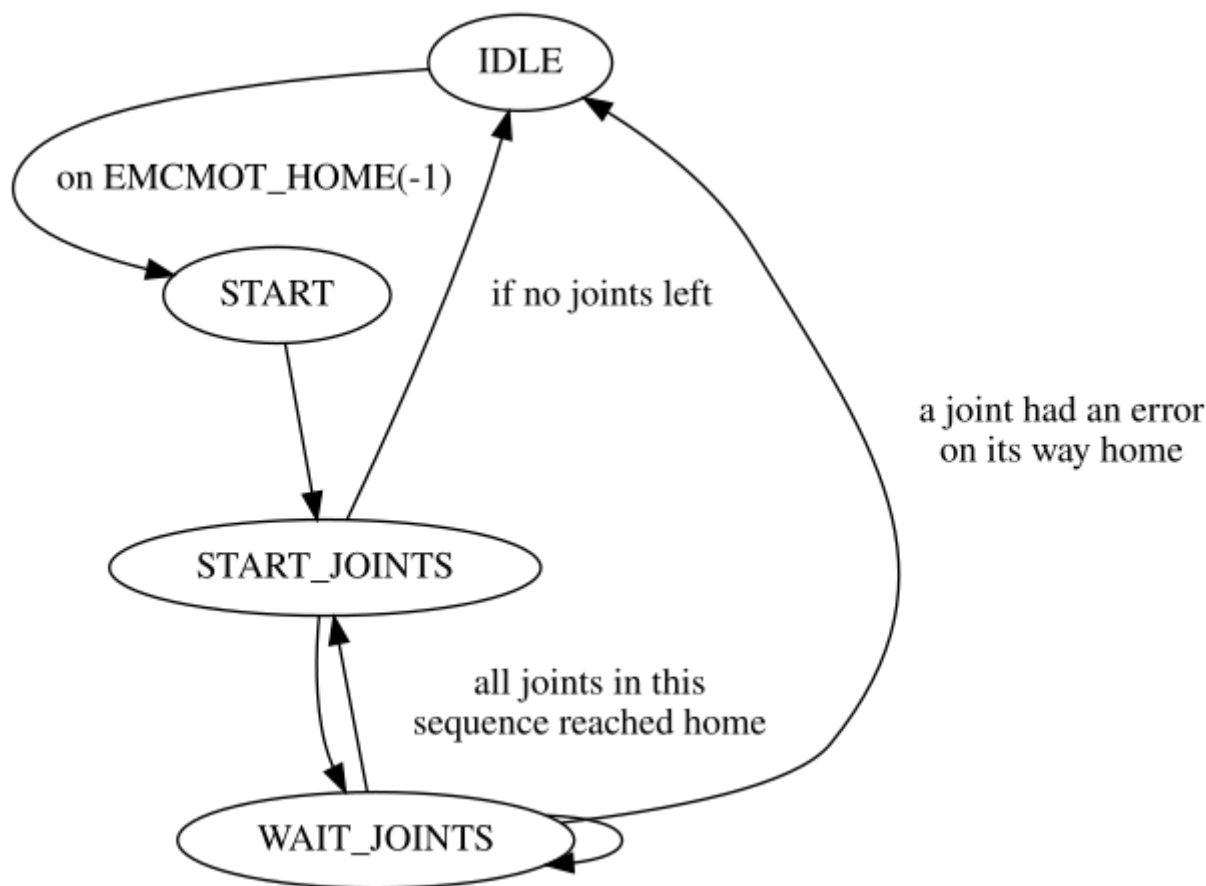 IDLE
on EMCMOT_HOME(-1)
START
if no joints left
a joint had an error
on its way home
START_JOINTS
all joints in this
sequence reached home
WAIT_JOINTS